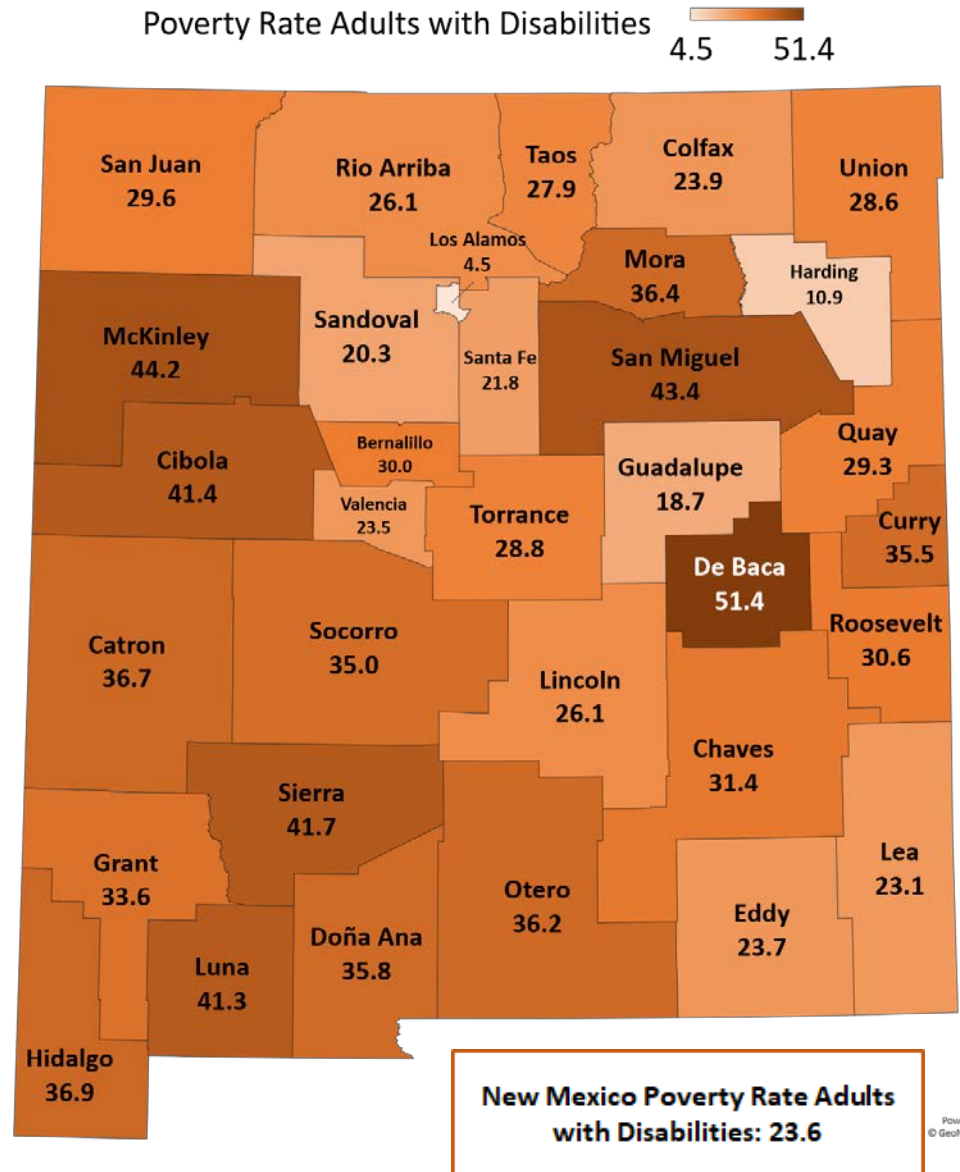 Poverty Rate Adults with Disabilities
4.5 51.4
San Juan
29.6
Rio Arriba
26.1
Taos
27.9
Colfax
23.9
Union
28.6
Los Alamos
4.5
Mora
36.4
Harding
10.9
McKinley
44.2
Sandoval
20.3
Santa Fe
21.8
San Miguel
43.4
Cibola
41.4
Bernalillo
30.0
Valencia
23.5
Torrance
28.8
Guadalupe
18.7
Quay
29.3
Curry
35.5
De Baca
51.4
Roosevelt
30.6
Catron
36.7
Socorro
35.0
Lincoln
26.1
Chaves
31.4
Sierra
41.7
Grant
33.6
Otero
36.2
Eddy
23.7
Lea
23.1
Doña Ana
35.8
Luna
41.3
Hidalgo
36.9
New Mexico Poverty Rate Adults
with Disabilities: 23.6
Pow
© GeoN